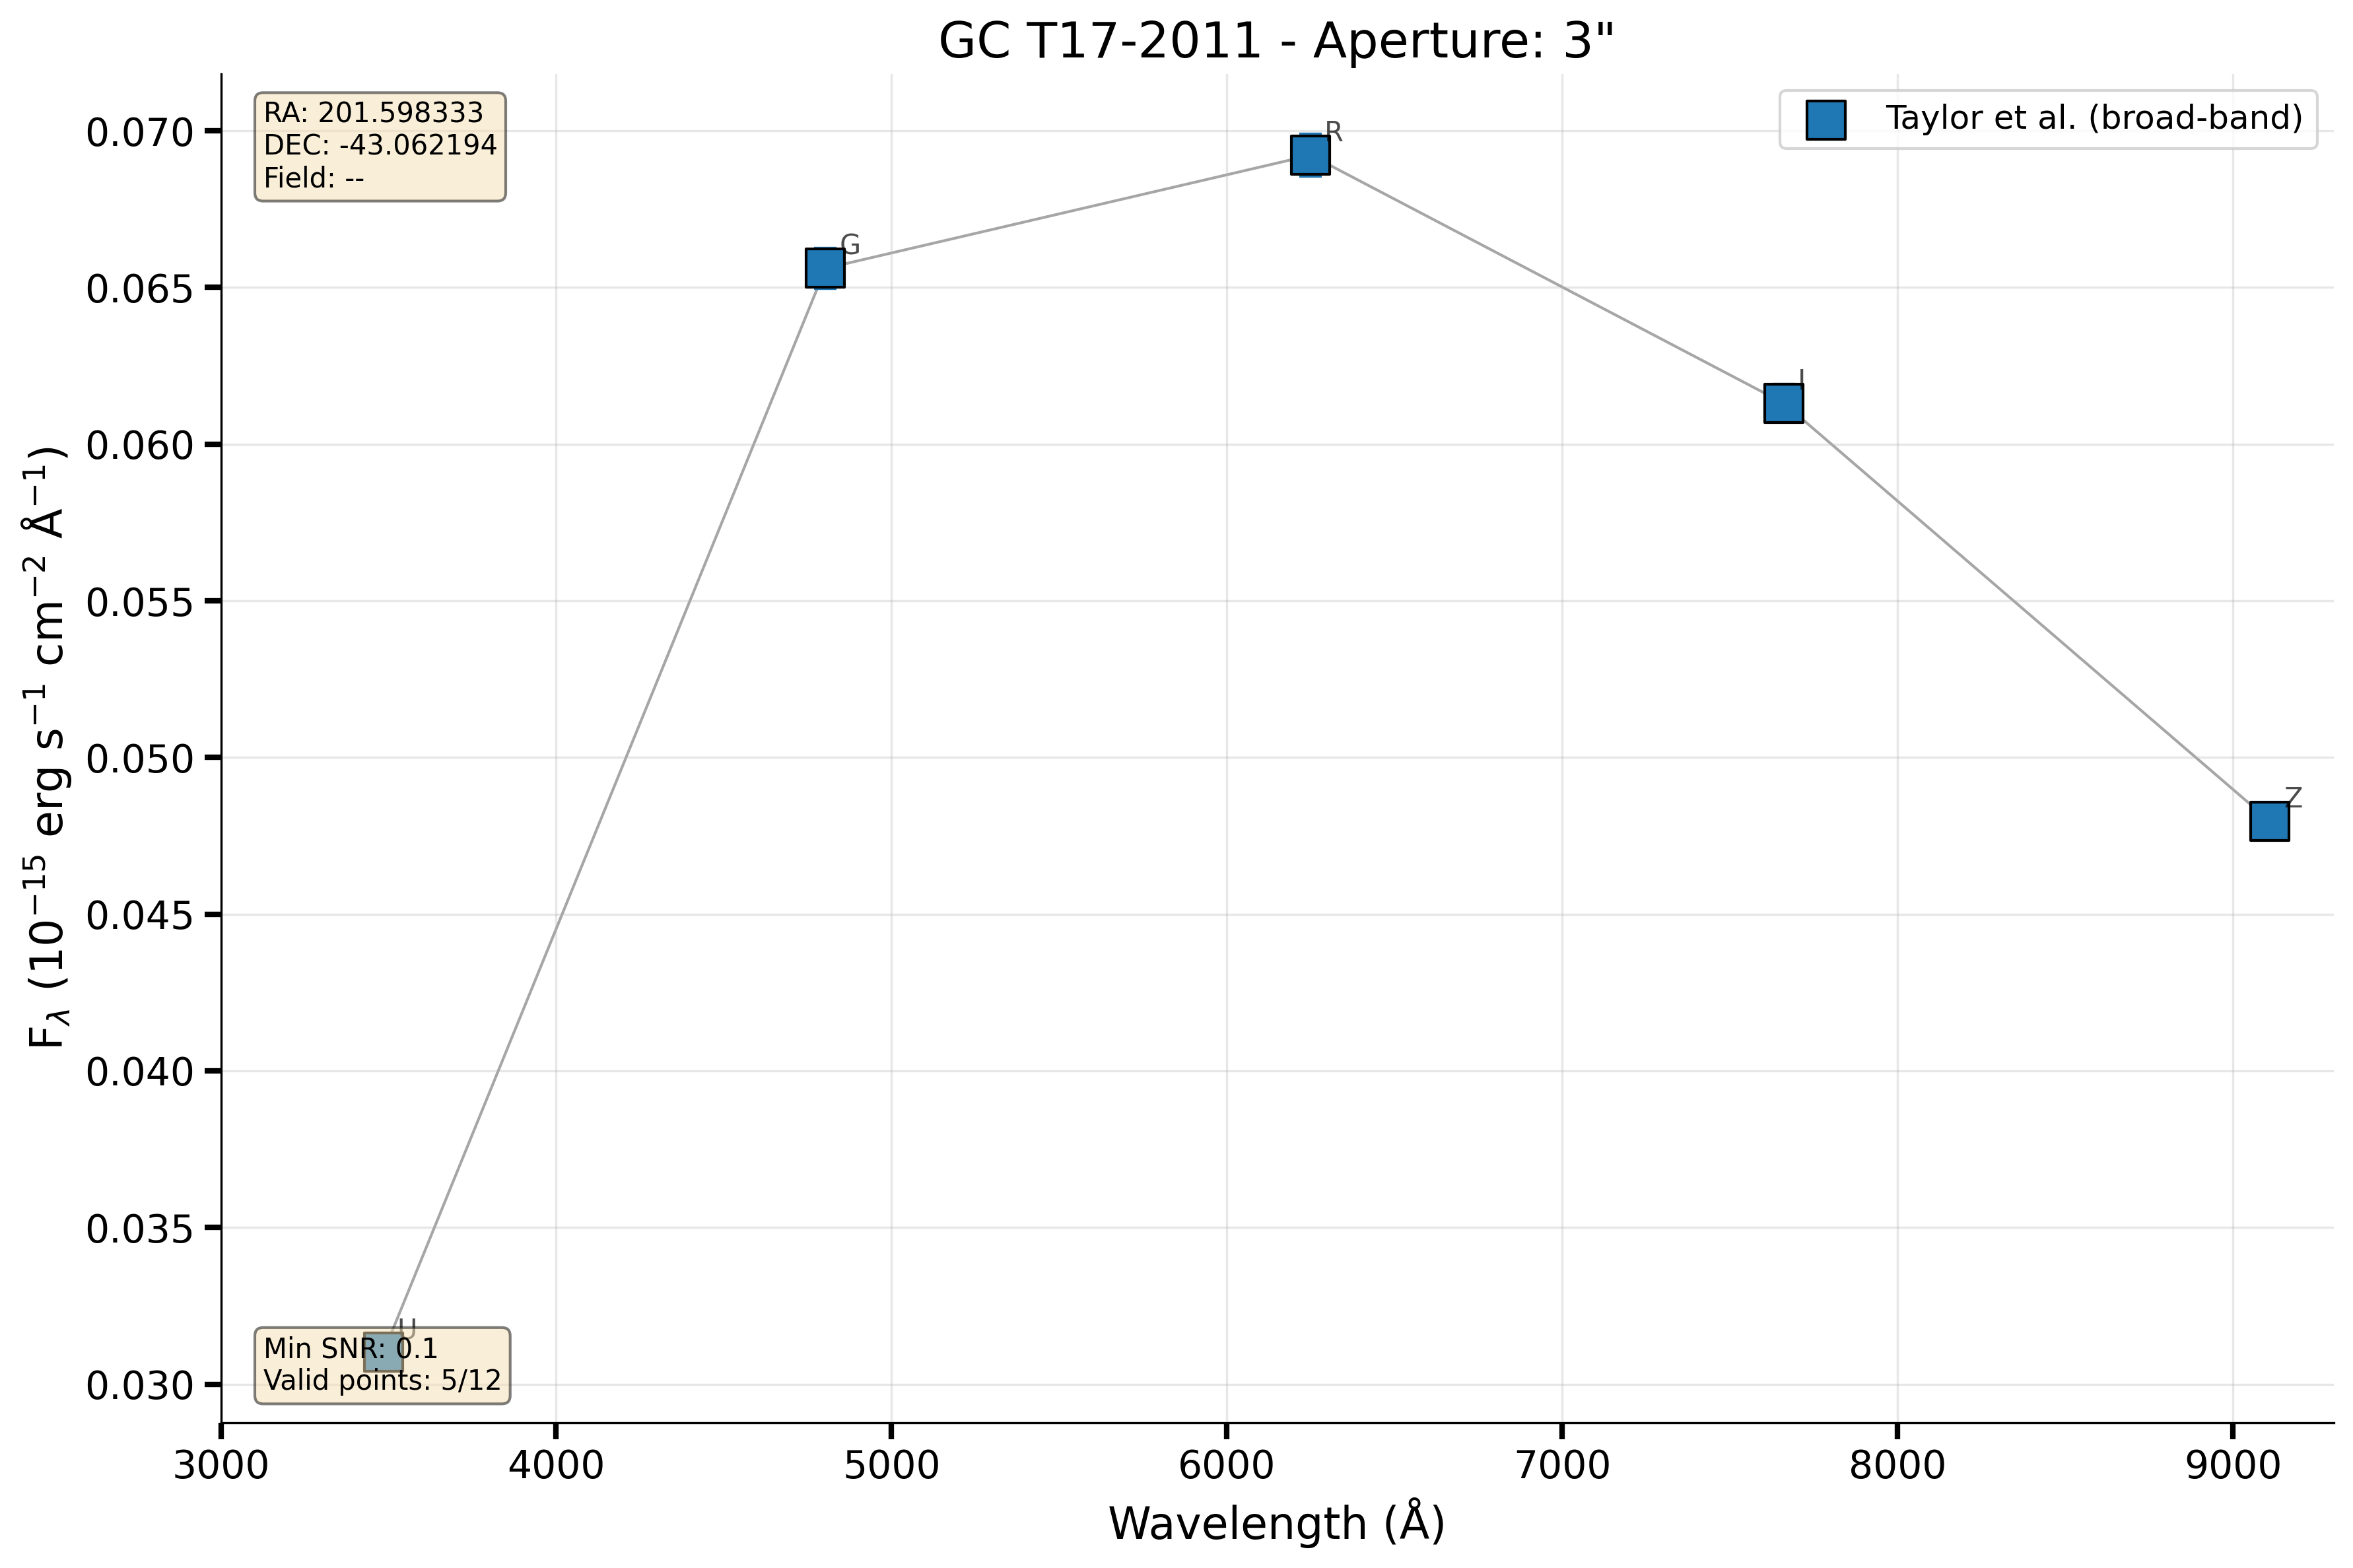 GC T17-2011 - Aperture: 3"
RA: 201.598333
DEC: -43.062194
Field: --
Taylor et al. (broad-band)
R
G
I
Z
U
Min SNR: 0.1
Valid points: 5/12
0.070
0.065
0.060
0.055
0.050
0.045
0.040
0.035
0.030
F_λ (10⁻¹⁵ erg s⁻¹ cm⁻² Å⁻¹)
3000 4000 5000 6000 7000 8000 9000
Wavelength (Å)